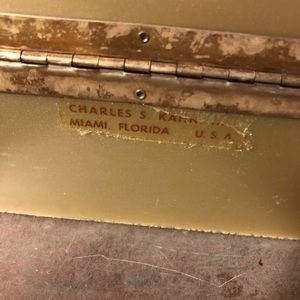 CHARLES S. KAHN
MIAMI, FLORIDA U.S.A.